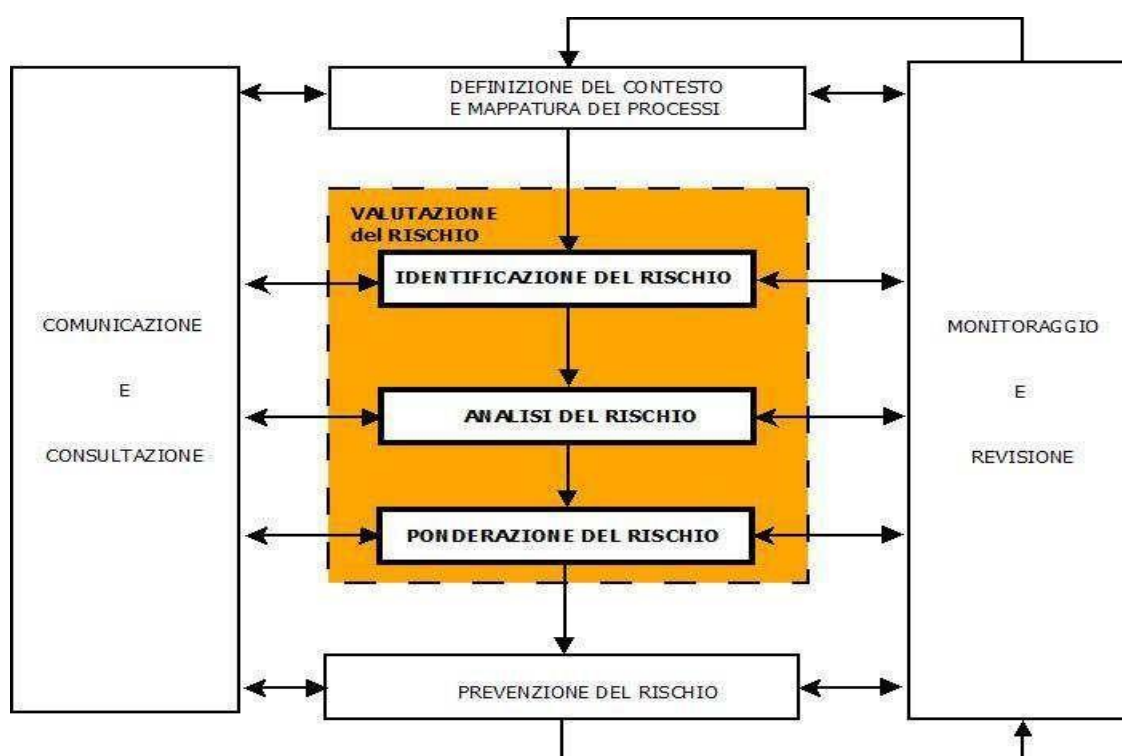 DEFINIZIONE DEL CONTESTO
E MAPPATURA DEI PROCESSI
VALUTAZIONE
del RISCHIO
IDENTIFICAZIONE DEL RISCHIO
COMUNICAZIONE
E
CONSULTAZIONE
ANALISI DEL RISCHIO
MONITORAGGIO
E
REVISIONE
PONDERAZIONE DEL RISCHIO
PREVENZIONE DEL RISCHIO